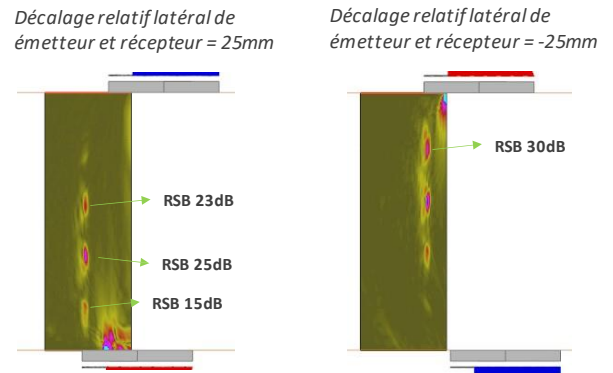 Décalage relatif latéral de
émetteur et récepteur = 25mm
RSB 23dB
RSB 25dB
RSB 15dB
Décalage relatif latéral de
émetteur et récepteur = -25mm
RSB 30dB